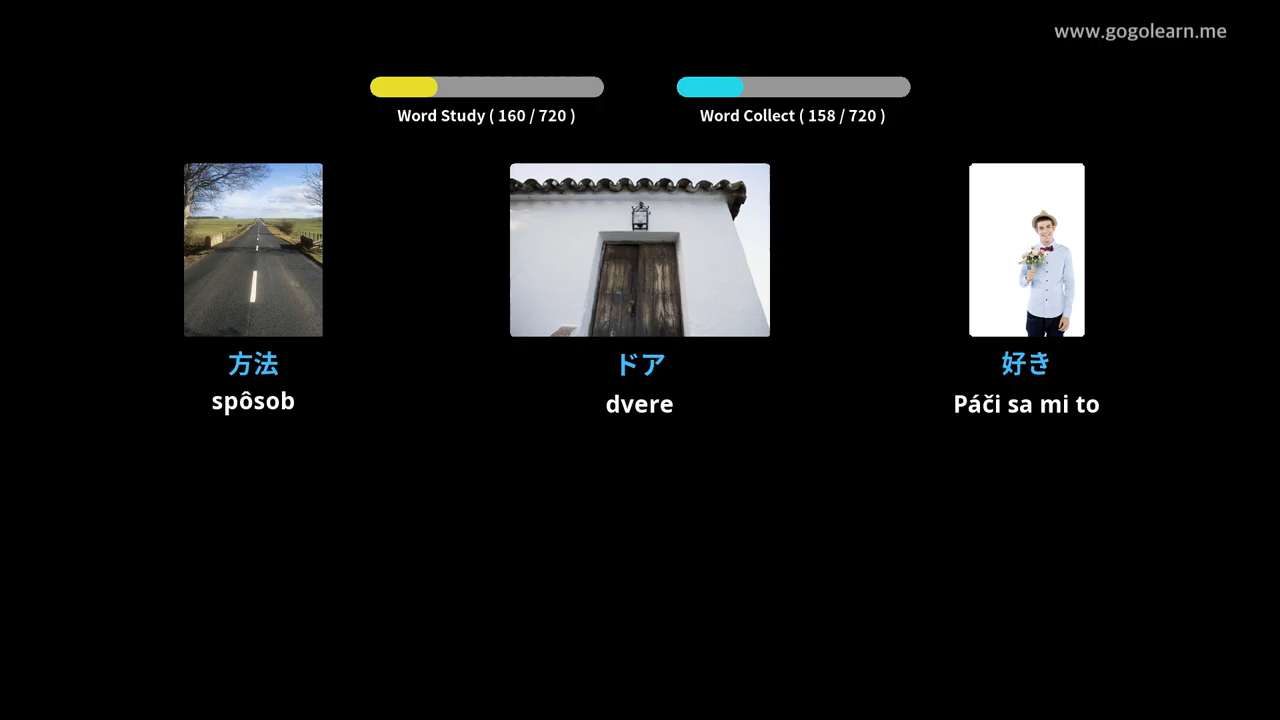 www.gogolearn.me
Word Study ( 160 / 720 )
Word Collect ( 158 / 720 )
方法
spôsob
ドア
dvere
好き
Páči sa mi to